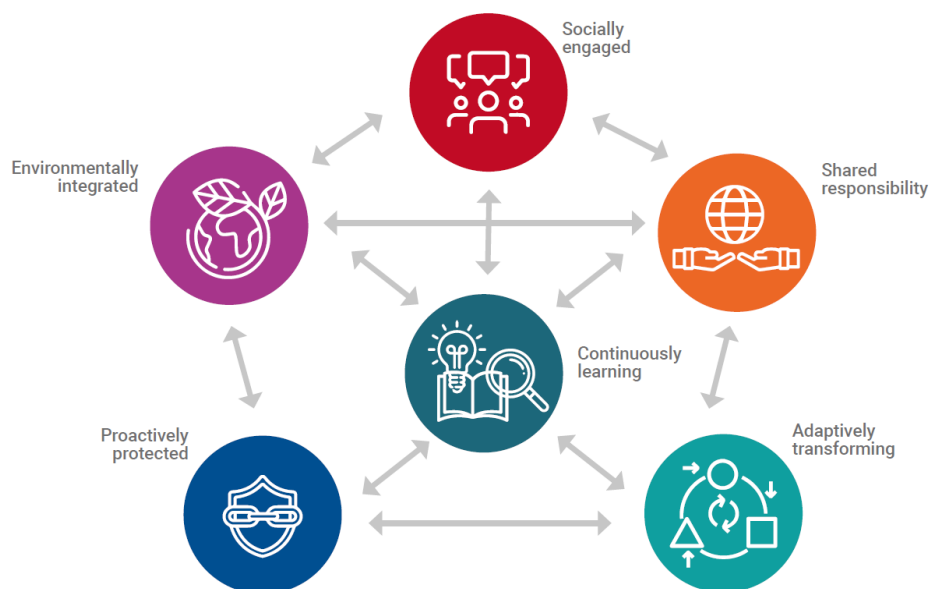 Socially
engaged
Environmentally
integrated
Shared
responsibility
Continuously
learning
Proactively
protected
Adaptively
transforming